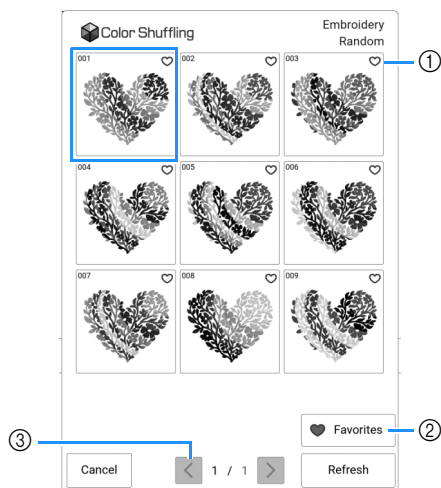 Color Shuffling
Embroidery
Random
001
002
003
①
004
005
006
007
008
009
③
Favorites
②
Cancel
1 / 1
Refresh